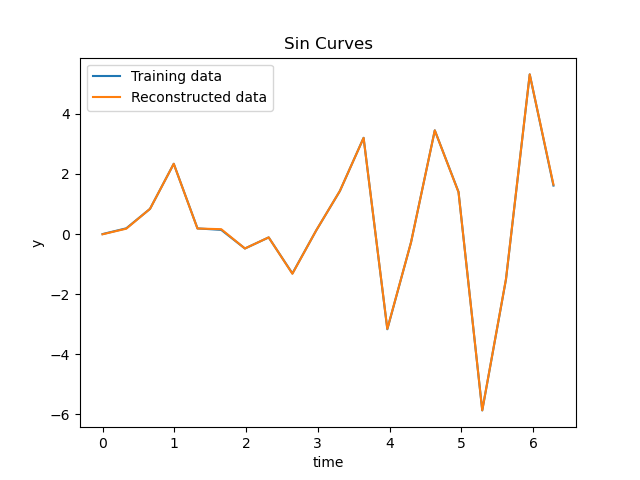 Sin Curves
Training data
Reconstructed data
4
2
0
−2
−4
−6
y
0 1 2 3 4 5 6
time